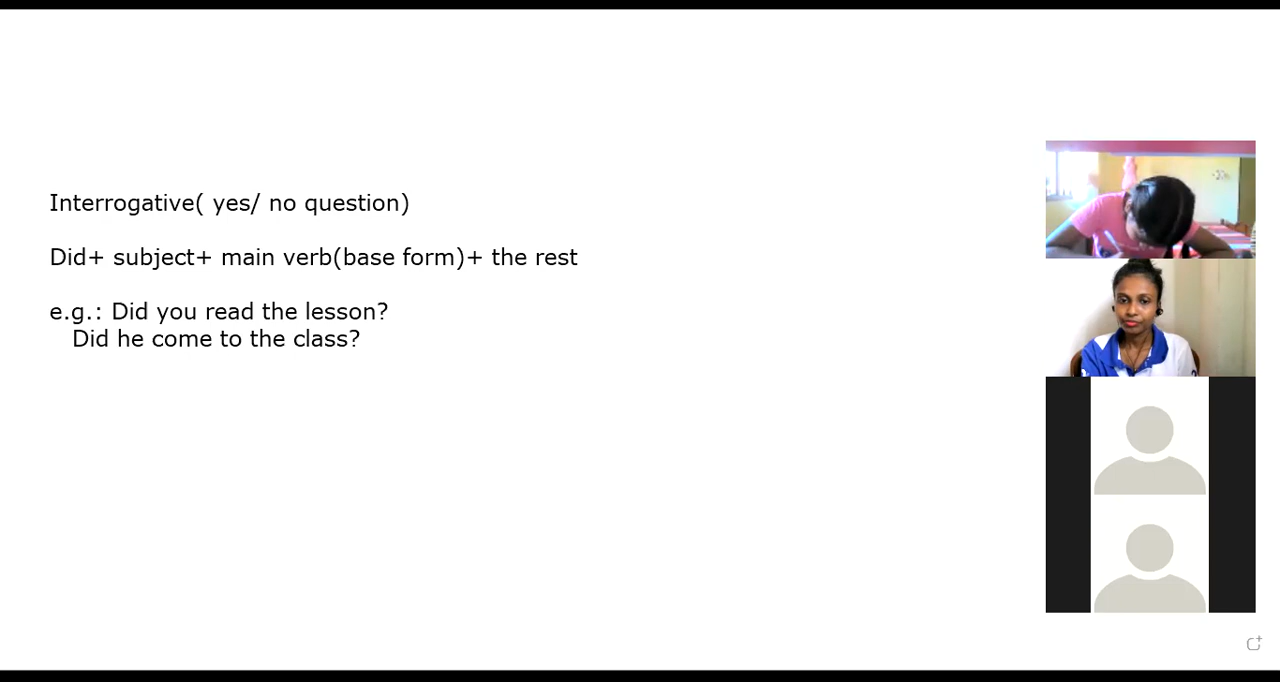 Interrogative( yes/ no question)
Did+ subject+ main verb(base form)+ the rest
e.g.: Did you read the lesson?
Did he come to the class?